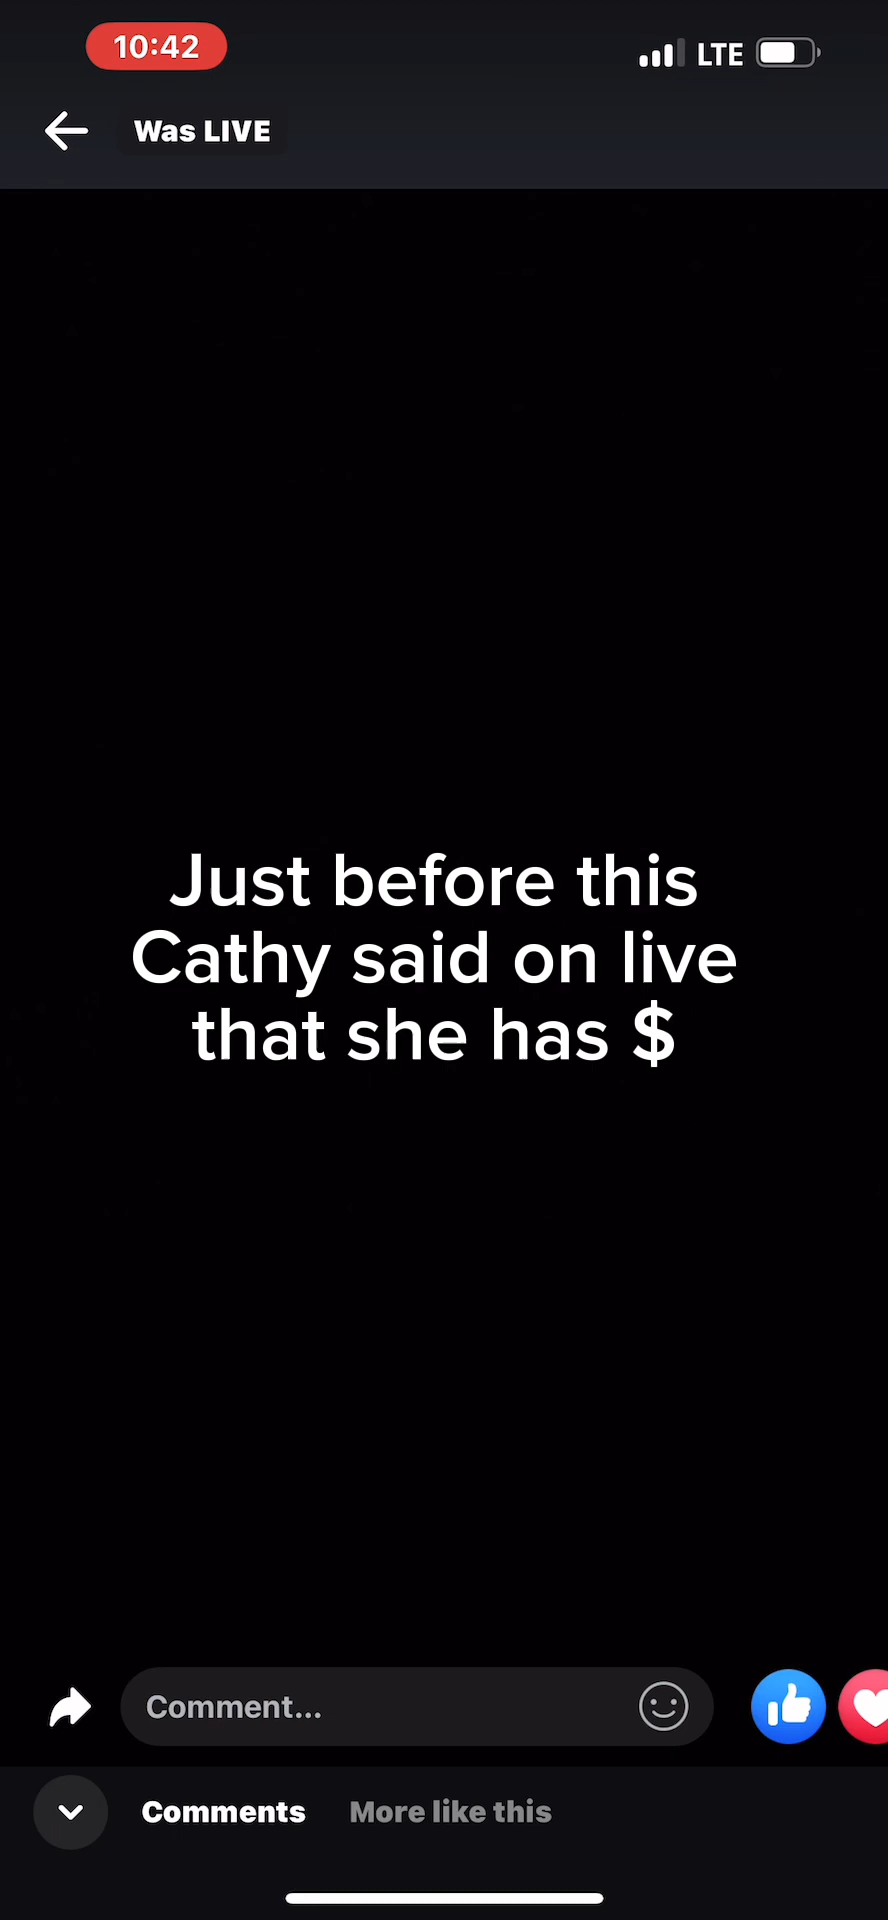 10:42
LTE
Was LIVE
Just before this
Cathy said on live
that she has $
Comment...
Comments
More like this